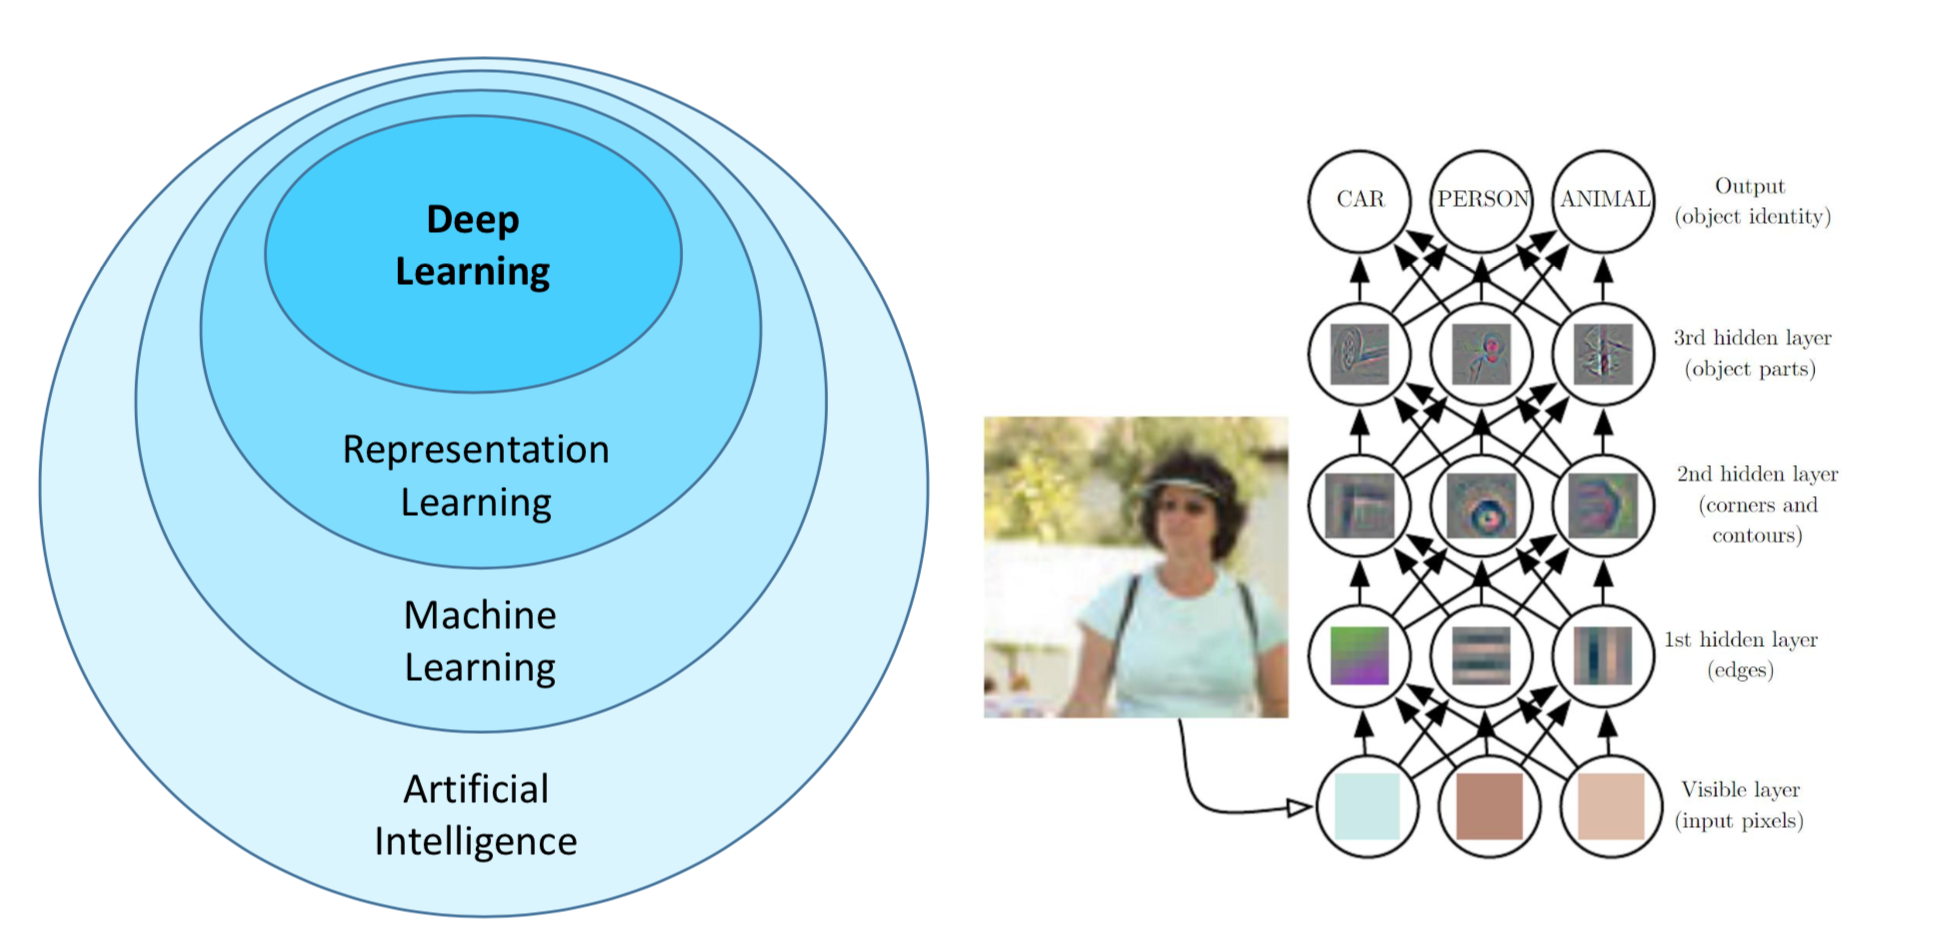 Deep
Learning
Representation
Learning
Machine
Learning
Artificial
Intelligence
CAR
PERSON
ANIMAL
Output
(object identity)
3rd hidden layer
(object parts)
2nd hidden layer
(corners and
contours)
1st hidden layer
(edges)
Visible layer
(input pixels)